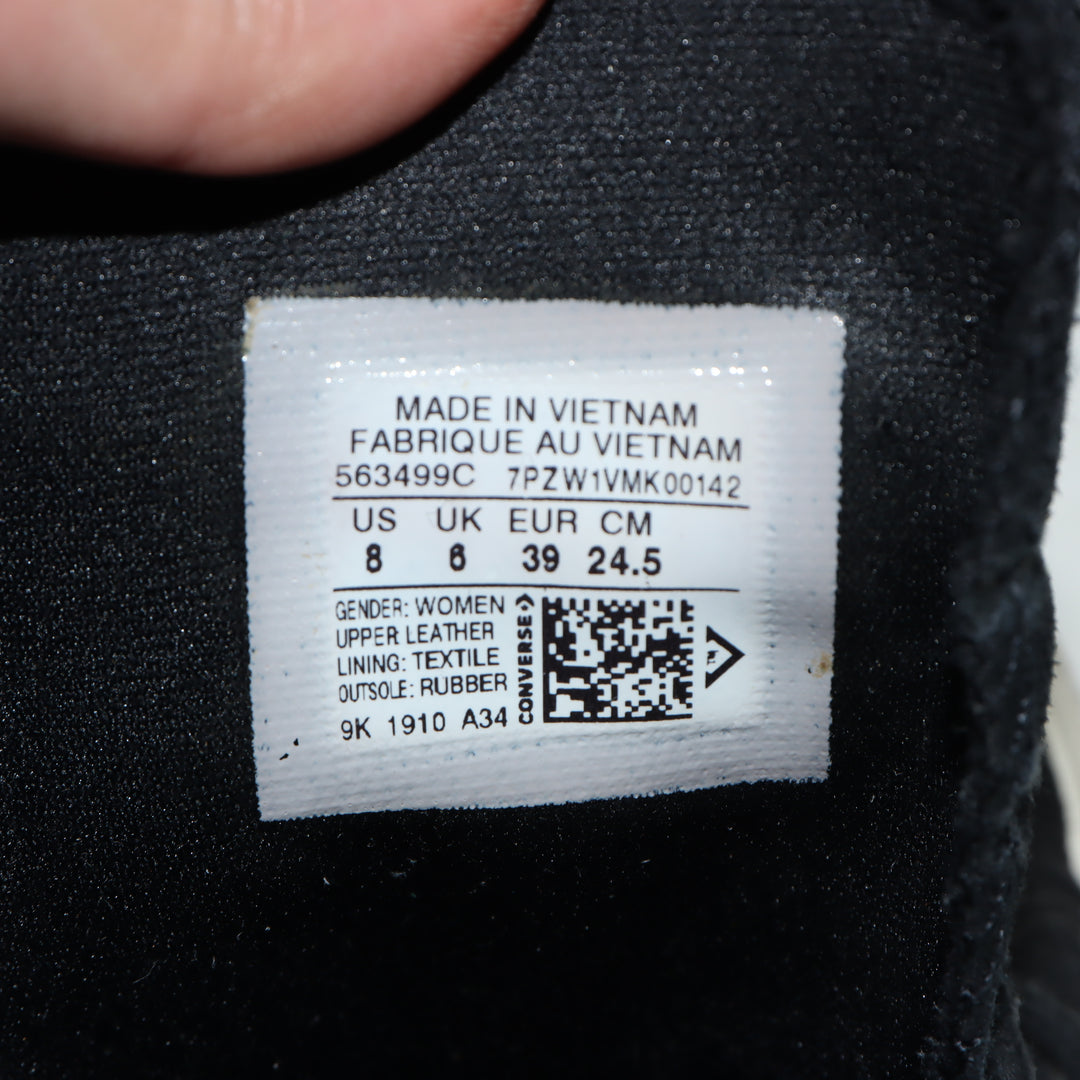 MADE IN VIETNAM
FABRIQUE AU VIETNAM
563499C 7PZW1VMK00142
US UK EUR CM
8 6 39 24.5
GENDER: WOMEN
UPPER: LEATHER
LINING: TEXTILE
OUTSOLE: RUBBER
9K 1910 A34
CONVERSE
TM